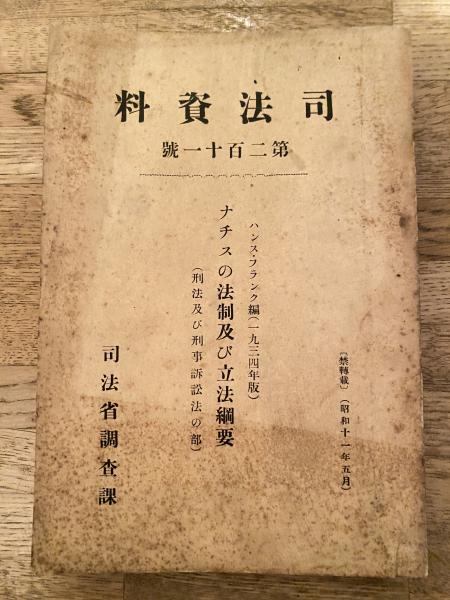 司法資料
第二百十一號
〔禁轉載〕（昭和十一年五月）
ハンス・フランク編（一九三四年版）
ナチスの法制及び立法綱要
（刑法及び刑事訴訟法の部）
司法省調査課